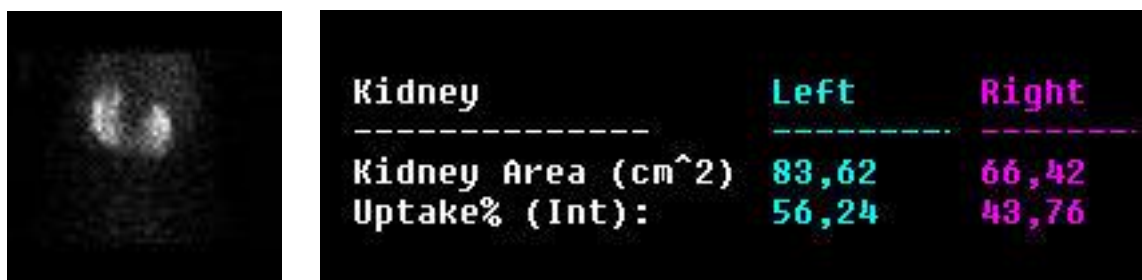 Kidney Left Right
Kidney Area (cm^2) 83,62 66,42
Uptake% (Int): 56,24 43,76